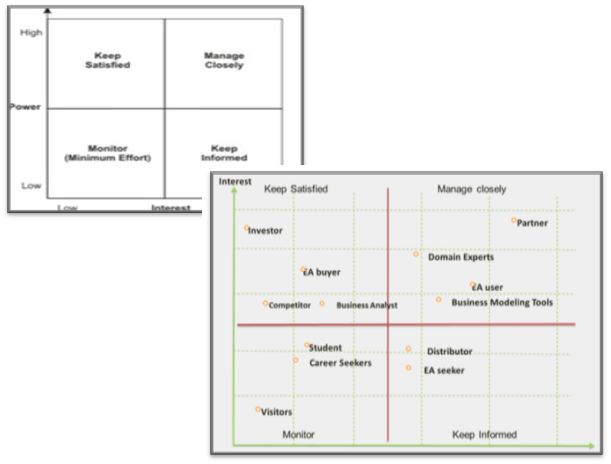 High
Keep
Satisfied
Manage
Closely
Power
Monitor
(Minimum Effort)
Keep
Informed
Low
Low
Interest
Interest
Keep Satisfied
Manage closely
Partner
Investor
Domain Experts
EA buyer
EA user
Competitor
Business Analyst
Business Modeling Tools
Student
Distributor
Career Seekers
EA seeker
Visitors
Monitor
Keep Informed